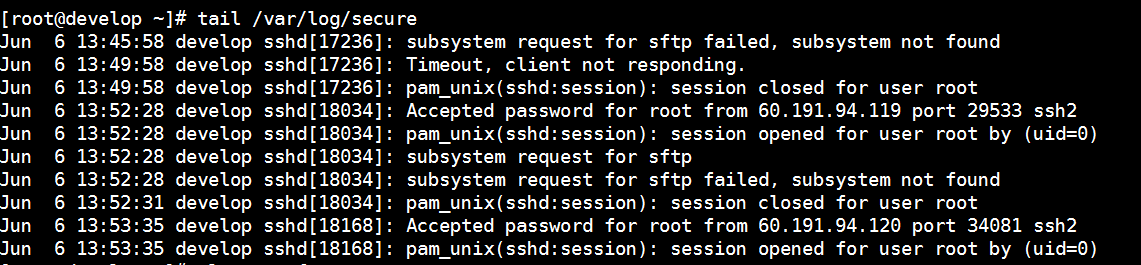 [root@develop ~]# tail /var/log/secure
Jun  6 13:45:58 develop sshd[17236]: subsystem request for sftp failed, subsystem not found
Jun  6 13:49:58 develop sshd[17236]: Timeout, client not responding.
Jun  6 13:49:58 develop sshd[17236]: pam_unix(sshd:session): session closed for user root
Jun  6 13:52:28 develop sshd[18034]: Accepted password for root from 60.191.94.119 port 29533 ssh2
Jun  6 13:52:28 develop sshd[18034]: pam_unix(sshd:session): session opened for user root by (uid=0)
Jun  6 13:52:28 develop sshd[18034]: subsystem request for sftp
Jun  6 13:52:28 develop sshd[18034]: subsystem request for sftp failed, subsystem not found
Jun  6 13:52:31 develop sshd[18034]: pam_unix(sshd:session): session closed for user root
Jun  6 13:53:35 develop sshd[18168]: Accepted password for root from 60.191.94.120 port 34081 ssh2
Jun  6 13:53:35 develop sshd[18168]: pam_unix(sshd:session): session opened for user root by (uid=0)